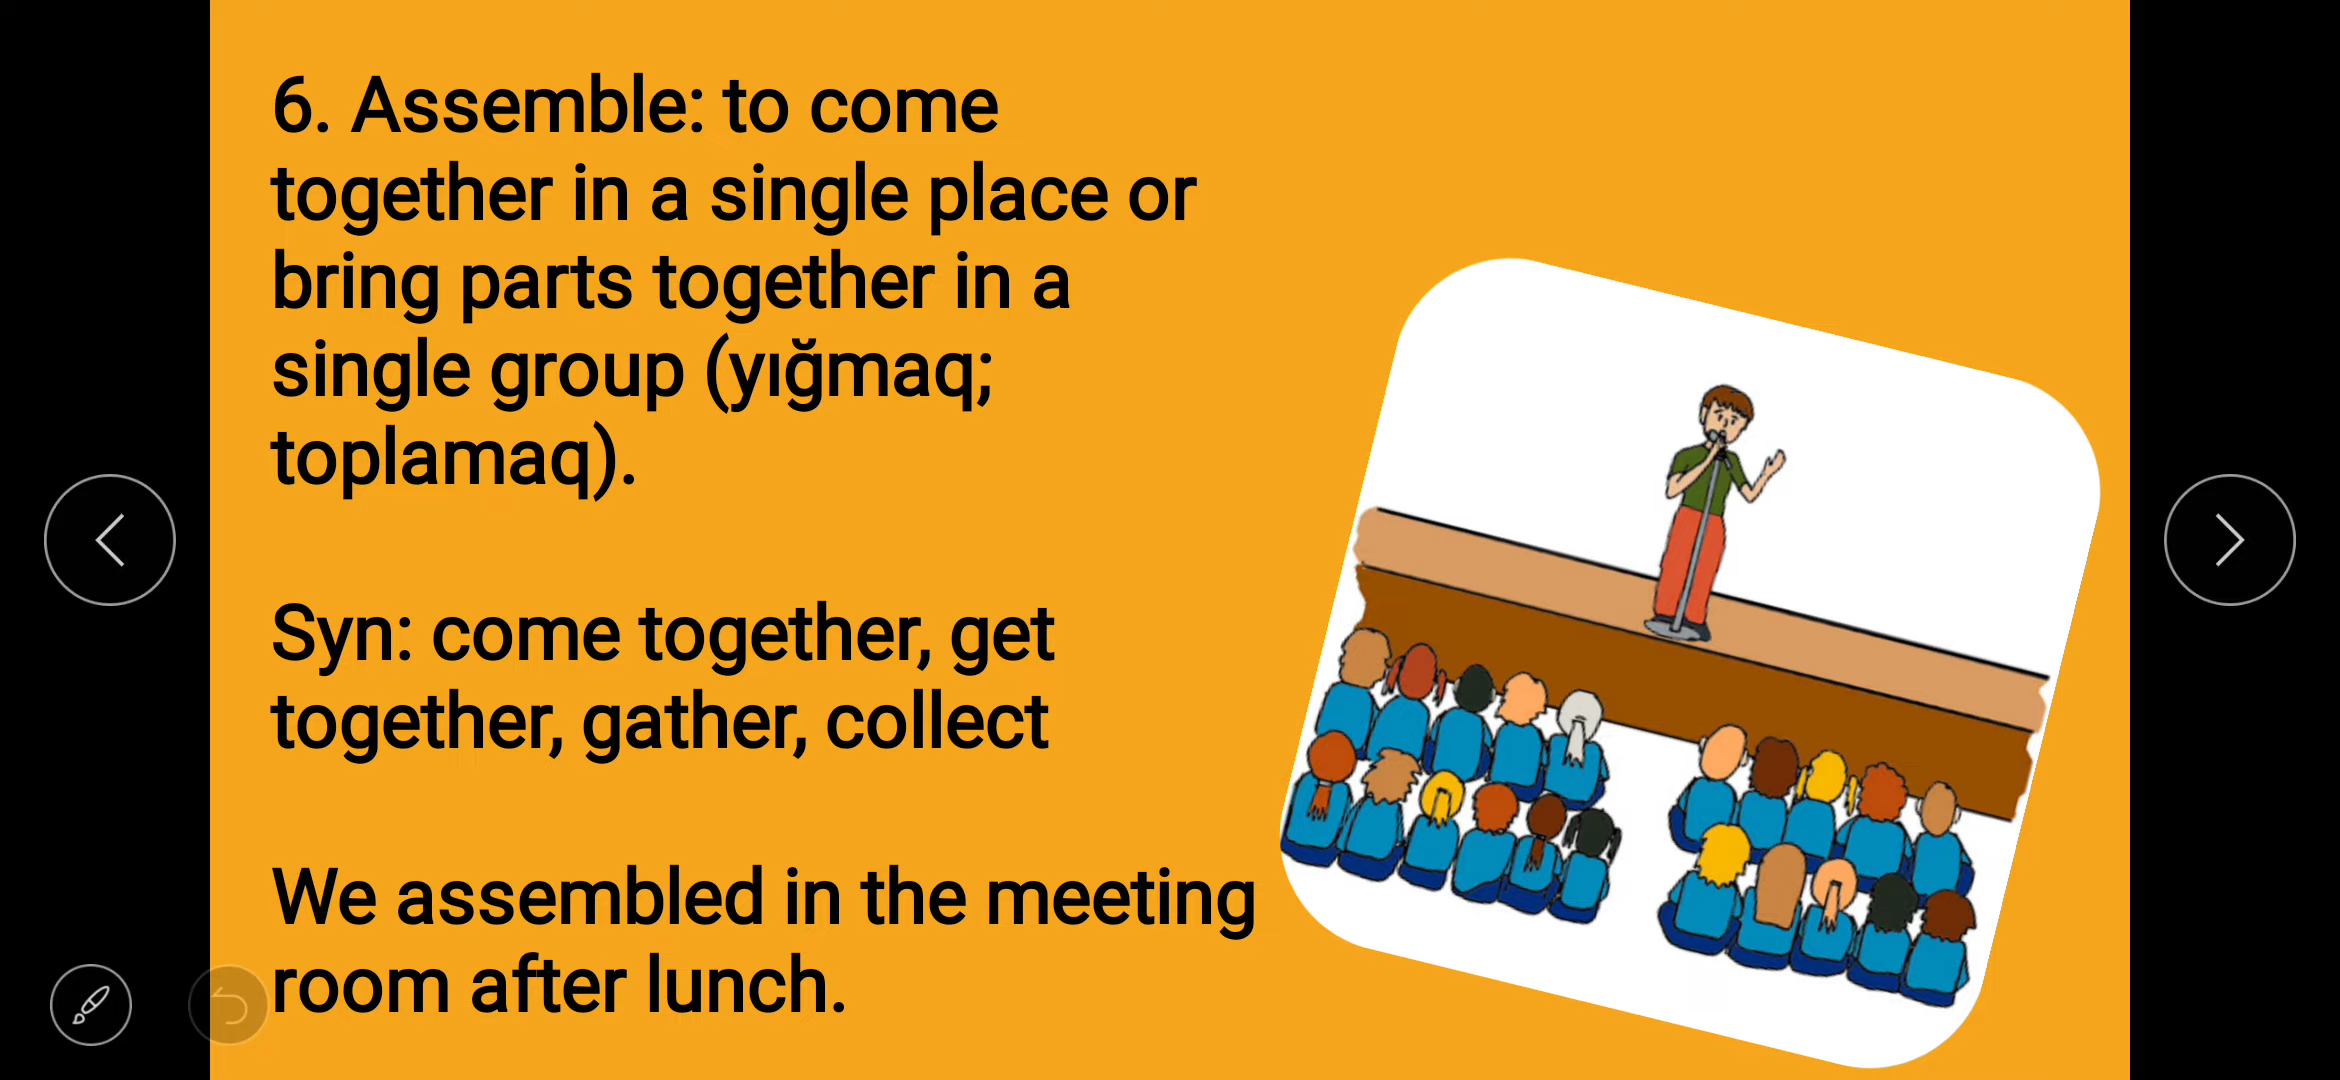 6. Assemble: to come
together in a single place or
bring parts together in a
single group (yığmaq;
toplamaq).
Syn: come together, get
together, gather, collect
We assembled in the meeting
room after lunch.